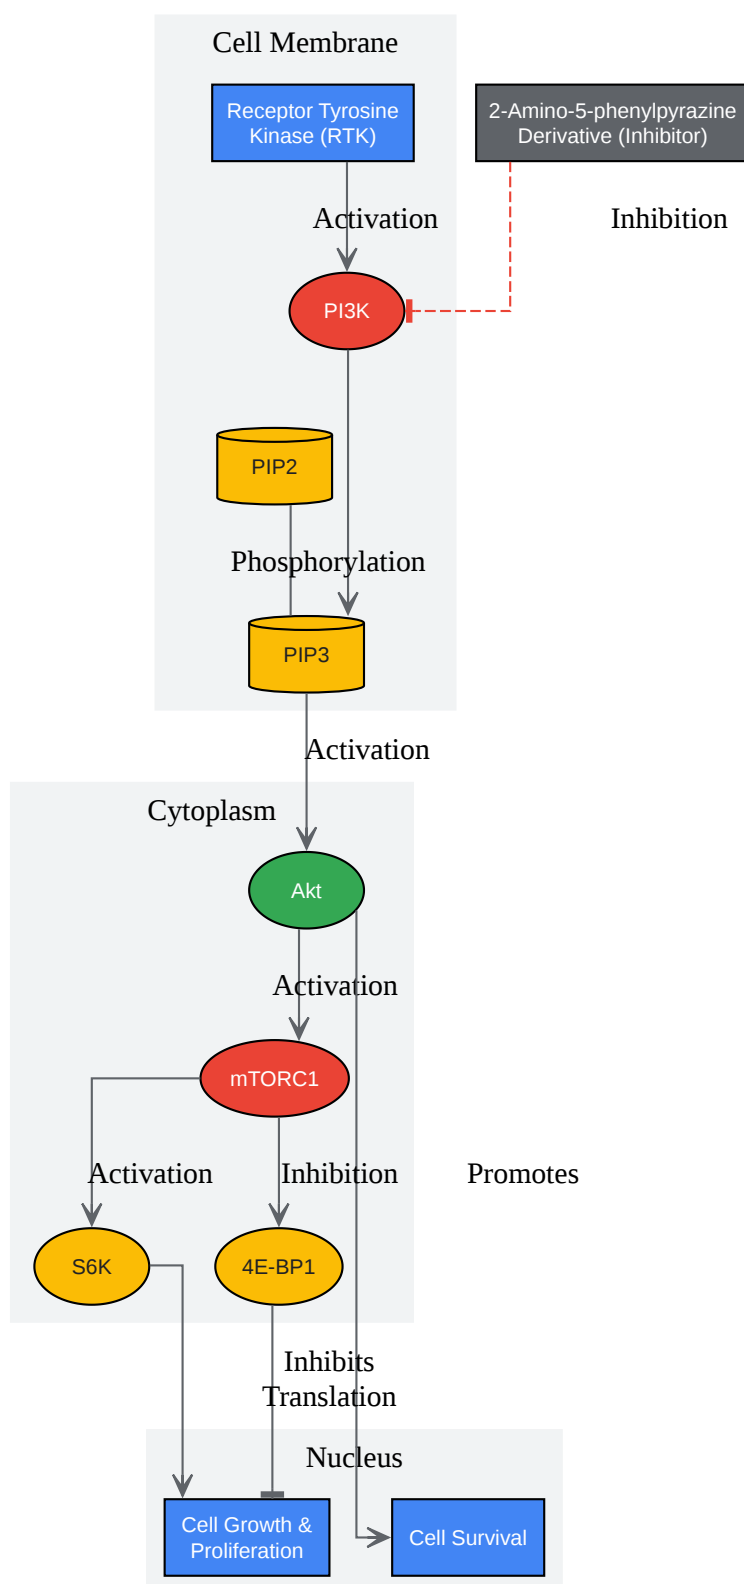 Cell Membrane
Receptor Tyrosine
Kinase (RTK)
2-Amino-5-phenylpyrazine
Derivative (Inhibitor)
Activation
Inhibition
PI3K
PIP2
Phosphorylation
PIP3
Activation
Cytoplasm
Akt
Activation
mTORC1
Activation
Inhibition
Promotes
S6K
4E-BP1
Inhibits
Translation
Nucleus
Cell Growth &
Proliferation
Cell Survival